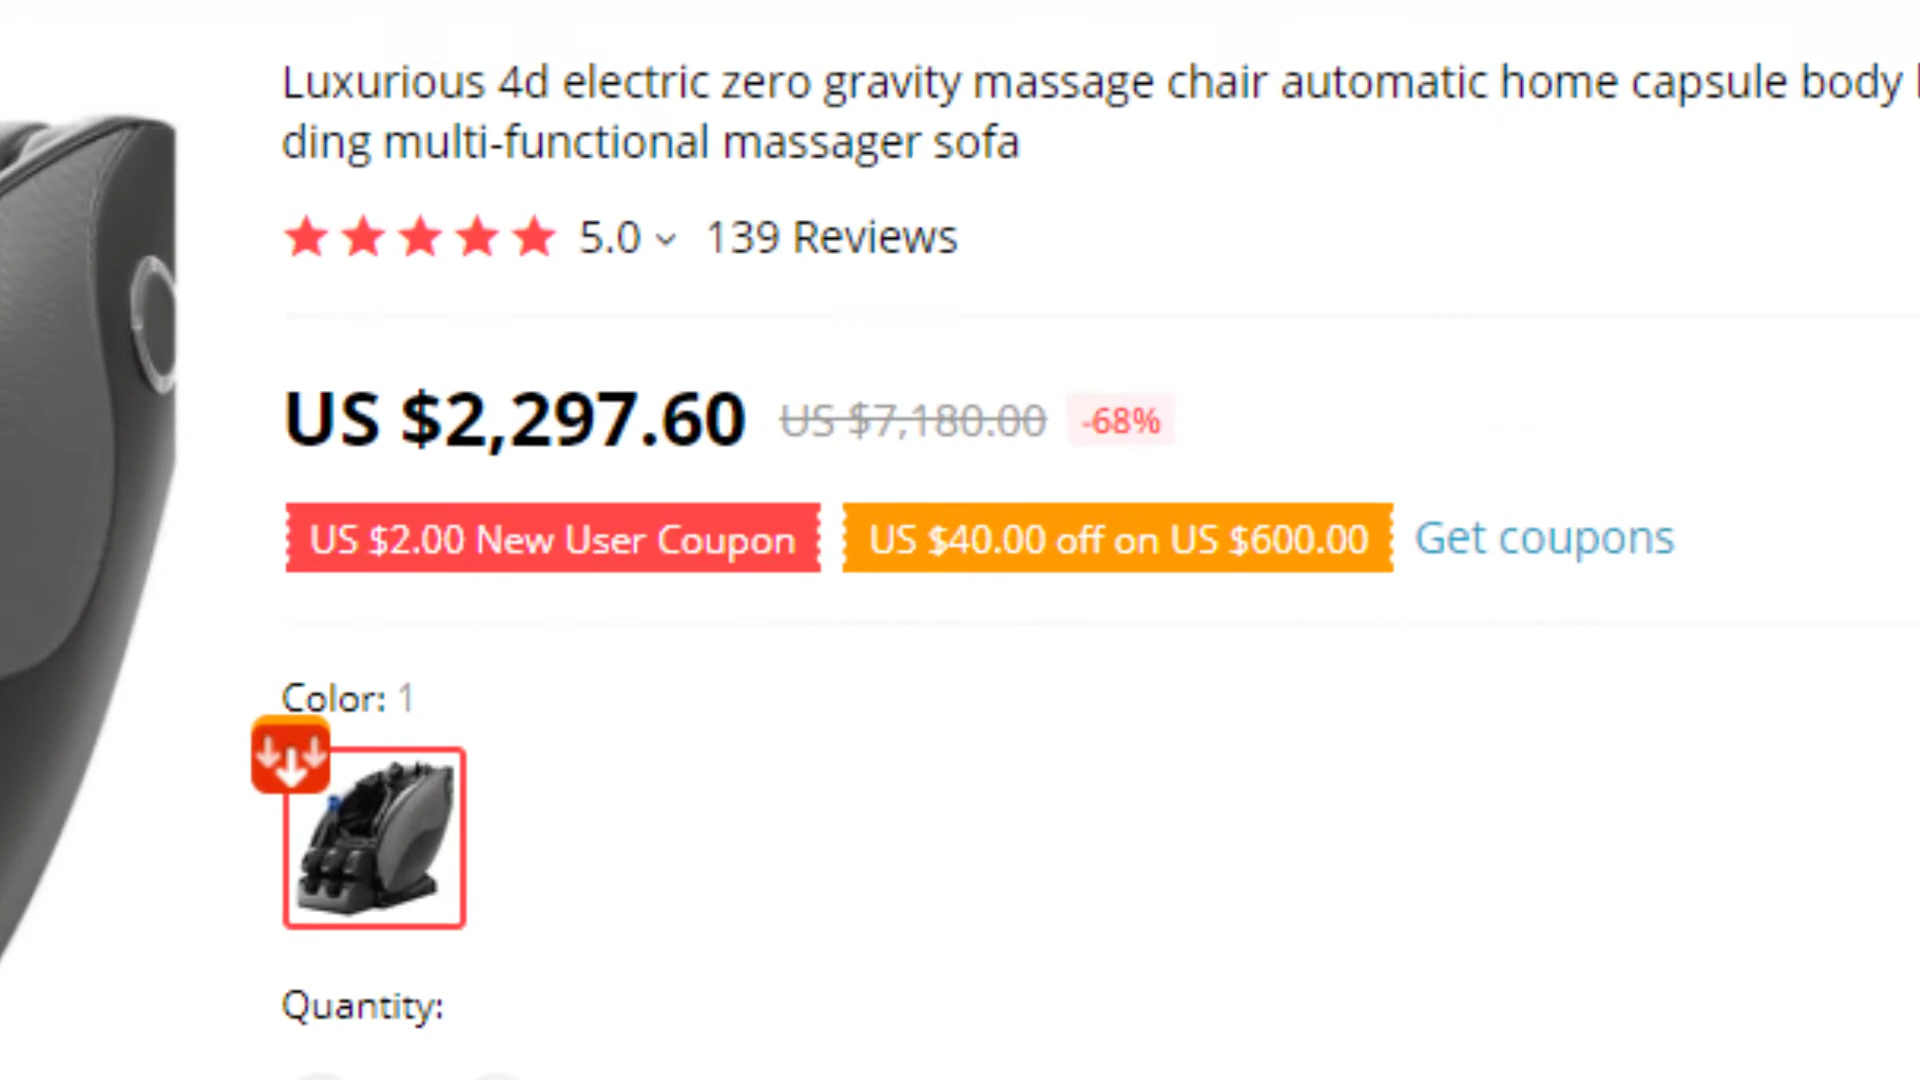 Luxurious 4d electric zero gravity massage chair automatic home capsule body
ding multi-functional massager sofa
5.0 139 Reviews
US $2,297.60 US $7,180.00 -68%
US $2.00 New User Coupon US $40.00 off on US $600.00 Get coupons
Color: 1
Quantity: